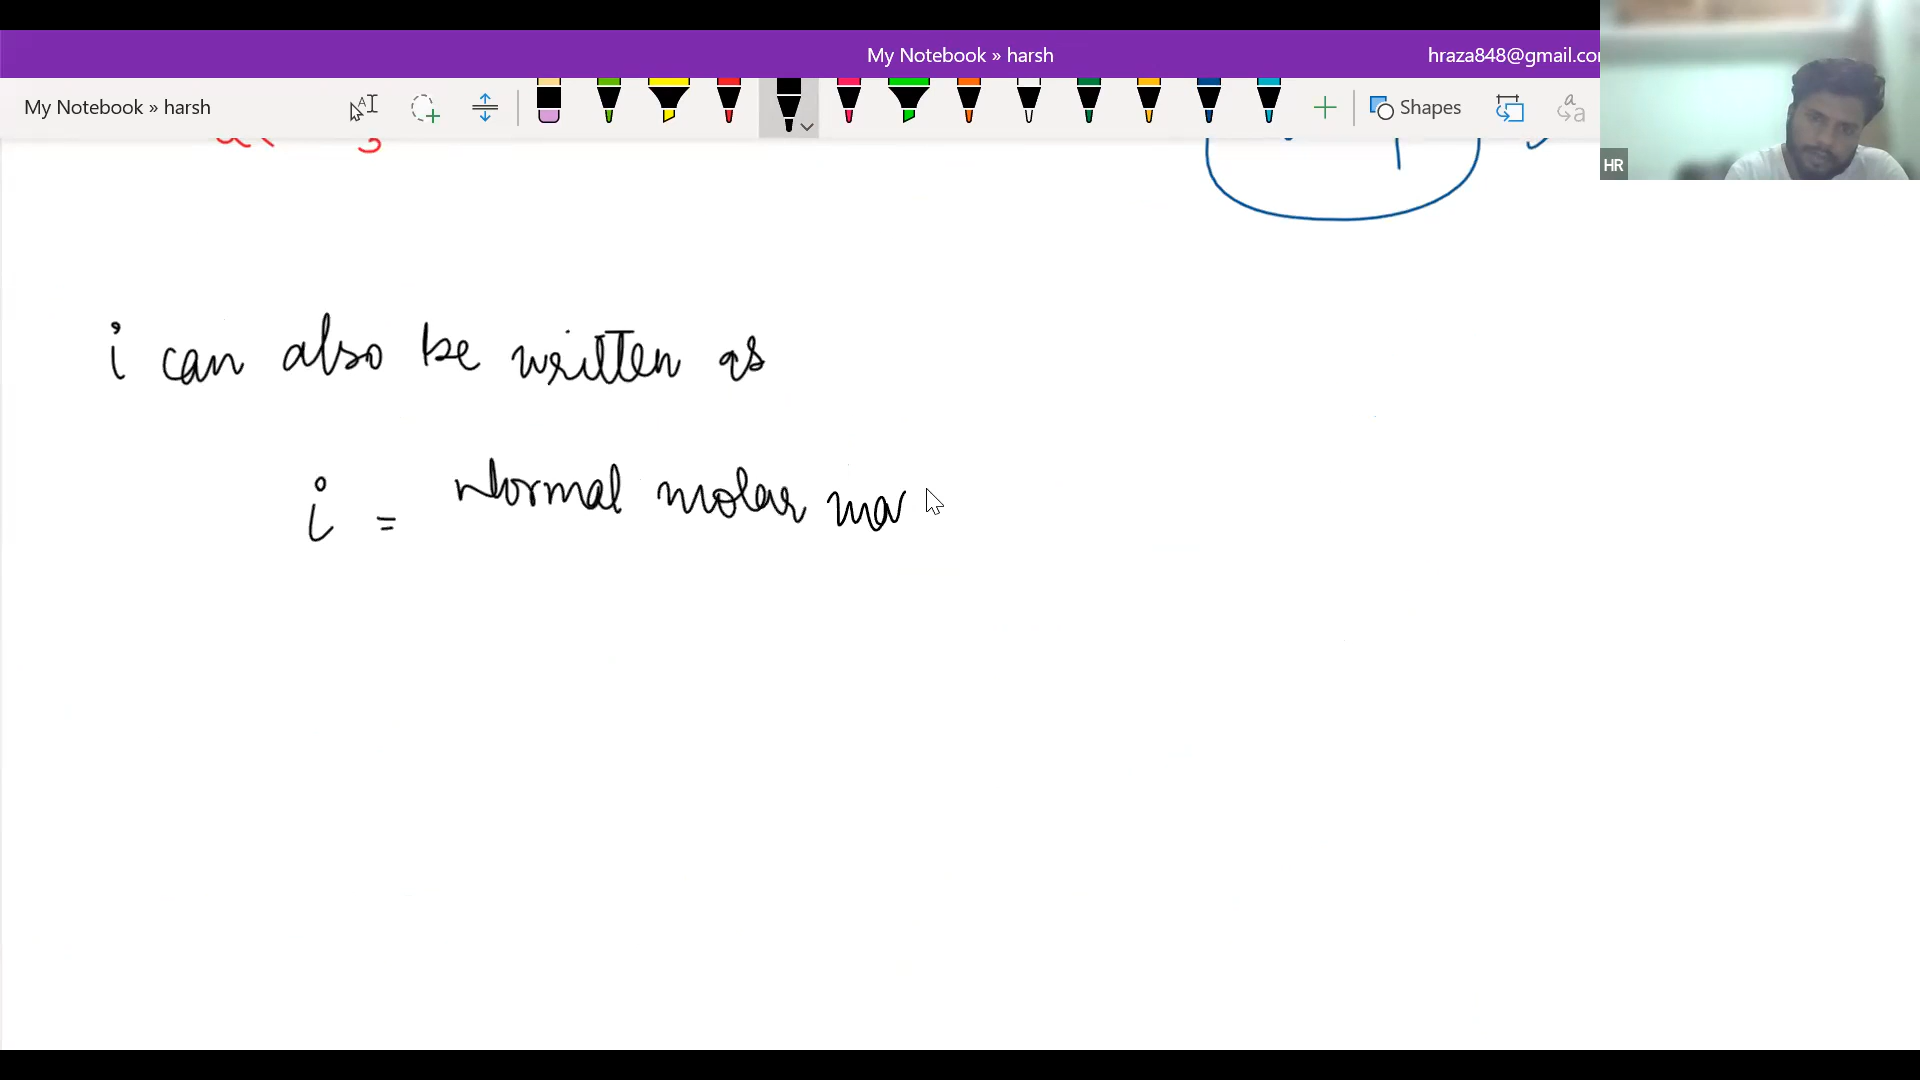 My Notebook » harsh
hraza848@gmail.co
My Notebook » harsh
Shapes
HR
i can also be written as
i = Normal molar ma